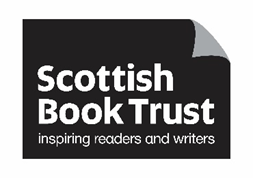 Scottish
Book Trust
inspiring readers and writers